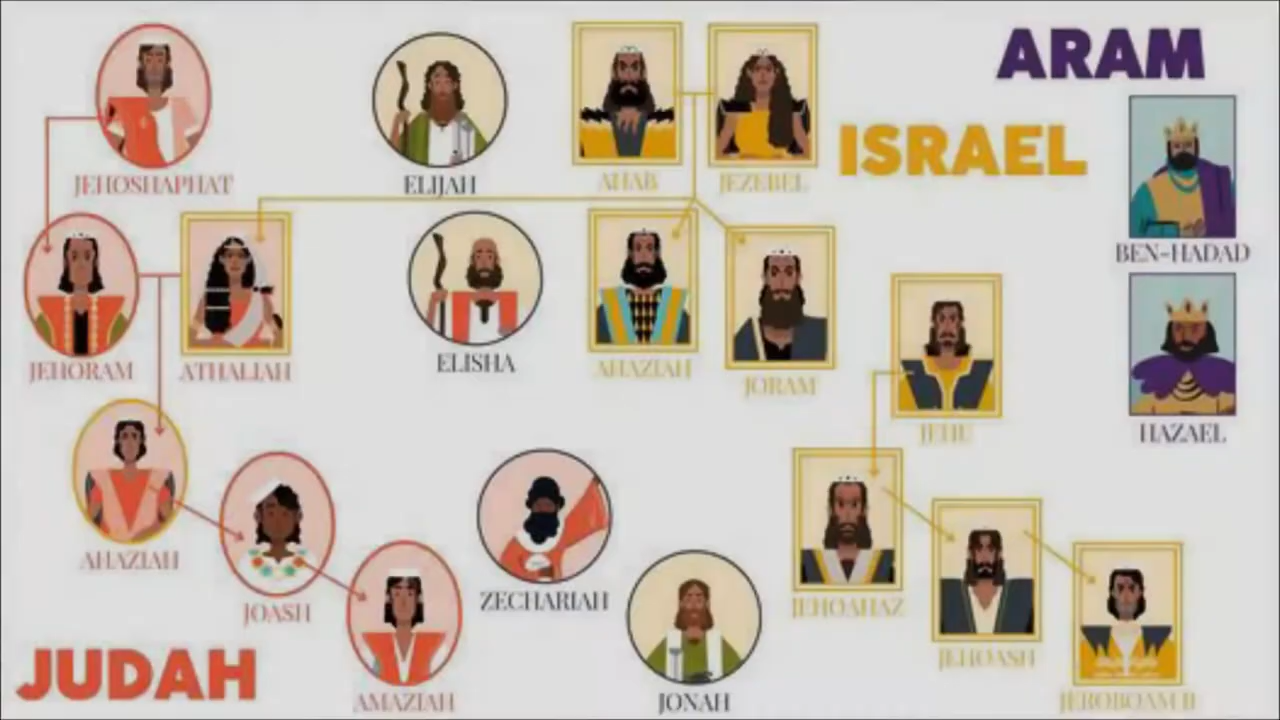 ARAM
JEHOSHAPHAT
ELIJAH
AHAB
JEZEBEL
ISRAEL
BEN-HADAD
JEHORAM
ATHALIAH
ELISHA
AHAZIAH
JORAM
JEHU
HAZAEL
AHAZIAH
JOASH
ZECHARIAH
JEHOAHAZ
JEHOASH
JUDAH
AMAZIAH
JONAH
JEROBOAM II